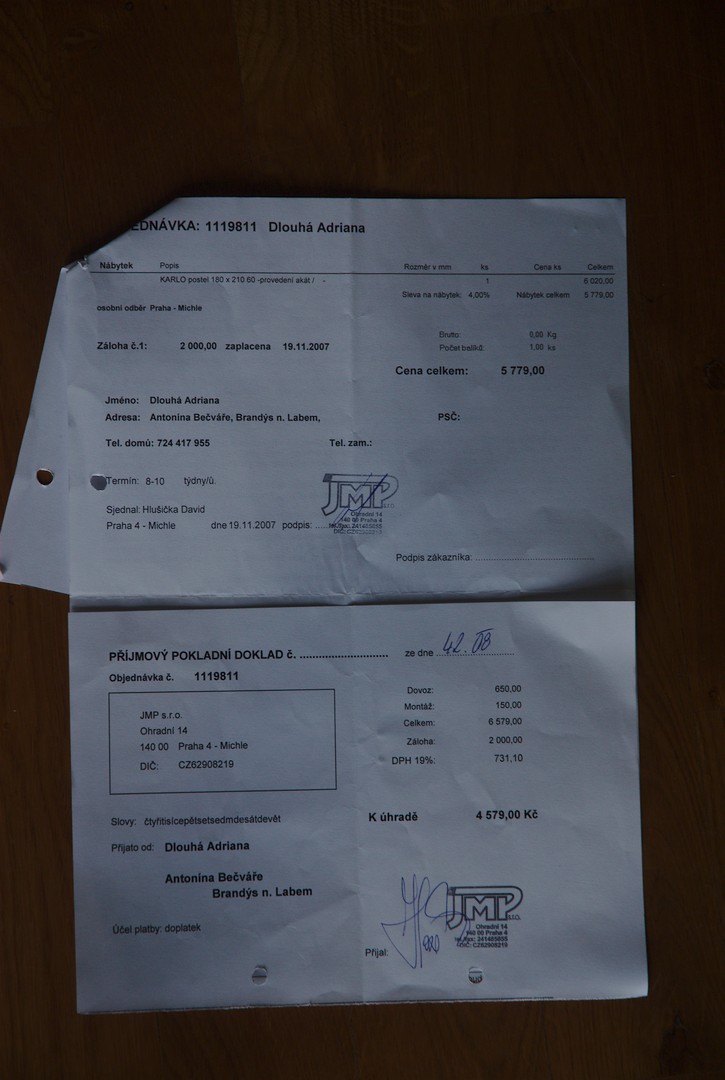 EDNÁVKA: 1119811 Dlouhá Adriana
Nábytek Popis Rozměr v mm ks Cena ks Celkem
KARLO postel 180 x 210 60 -provedení akát / - 1 6 020,00
Sleva na nábytek: 4,00% Nábytek celkem 5 779,00
osobní odběr Praha - Michle
Brutto: 0,00 Kg
Počet balíků: 1,00 ks
Záloha č.1: 2 000,00 zaplacena 19.11.2007
Cena celkem: 5 779,00
Jméno: Dlouhá Adriana
Adresa: Antonína Bečváře, Brandýs n. Labem, PSČ:
Tel. domů: 724 417 955 Tel. zam.:
Termín: 8-10 týdny/ů.
Sjednal: Hlušička David
Praha 4 - Michle dne 19.11.2007 podpis: .....
JMP s.r.o.
Ohradní 14
140 00 Praha 4
tel./fax: 241485855
DIČ: CZ62908219
Podpis zákazníka: ........................................
PŘÍJMOVÝ POKLADNÍ DOKLAD č. ........................... ze dne
Objednávka č. 1119811
JMP s.r.o.
Ohradní 14
140 00 Praha 4 - Michle
DIČ: CZ62908219
Dovoz: 650,00
Montáž: 150,00
Celkem: 6 579,00
Záloha: 2 000,00
DPH 19%: 731,10
Slovy: čtyřitisícepětsetsedmdesátdevět
K úhradě 4 579,00 Kč
Přijato od: Dlouhá Adriana
Antonína Bečváře
Brandýs n. Labem
Účel platby: doplatek
Přijal:
JMP s.r.o.
Ohradní 14
140 00 Praha 4
tel./fax: 241485855
DIČ: CZ62908219